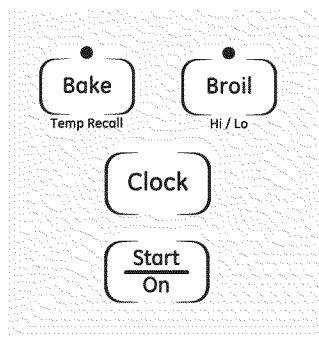 Bake Broil
Temp Recall Hi / Lo
Clock
Start
On